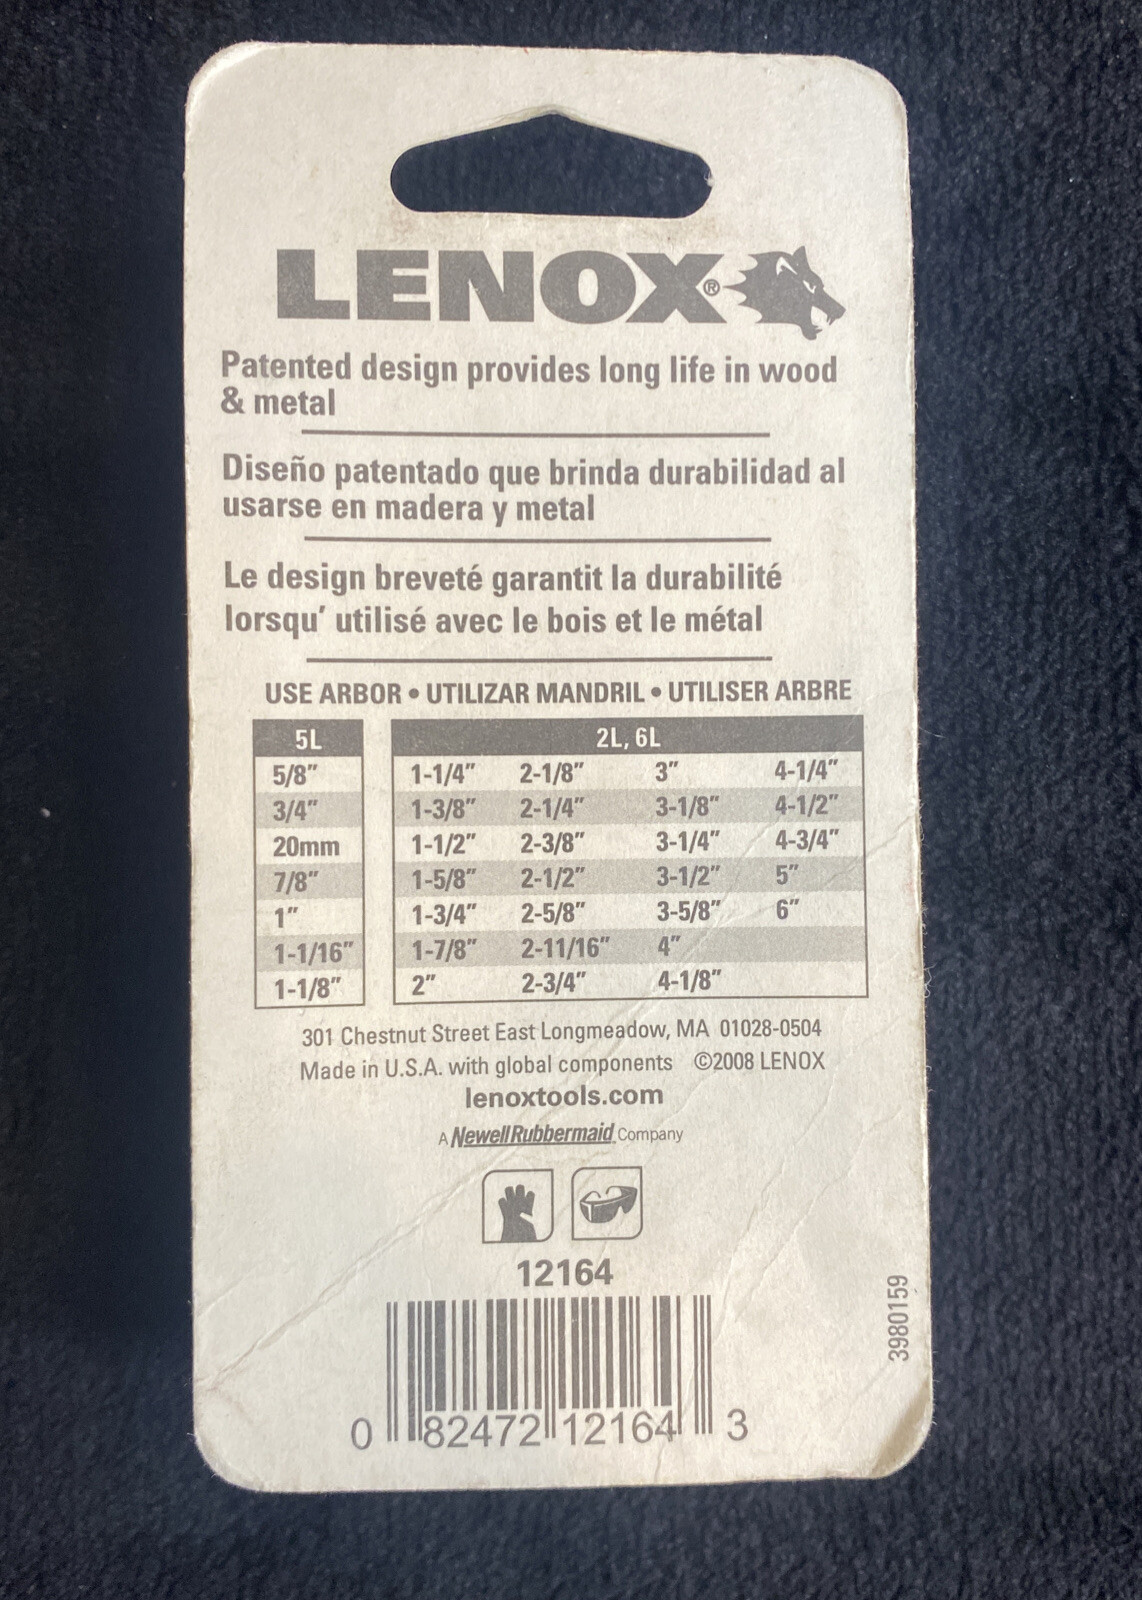 LENOX®
Patented design provides long life in wood
& metal
Diseño patentado que brinda durabilidad al
usarse en madera y metal
Le design breveté garantit la durabilité
lorsqu' utilisé avec le bois et le métal
USE ARBOR • UTILIZAR MANDRIL • UTILISER ARBRE
5L
5/8"
3/4"
20mm
7/8"
1"
1-1/16"
1-1/8"
2L, 6L
1-1/4" 2-1/8" 3" 4-1/4"
1-3/8" 2-1/4" 3-1/8" 4-1/2"
1-1/2" 2-3/8" 3-1/4" 4-3/4"
1-5/8" 2-1/2" 3-1/2" 5"
1-3/4" 2-5/8" 3-5/8" 6"
1-7/8" 2-11/16" 4"
2" 2-3/4" 4-1/8"
301 Chestnut Street East Longmeadow, MA 01028-0504
Made in U.S.A. with global components ©2008 LENOX
lenoxtools.com
A NewellRubbermaid Company
12164
0 82472 12164 3
3980159